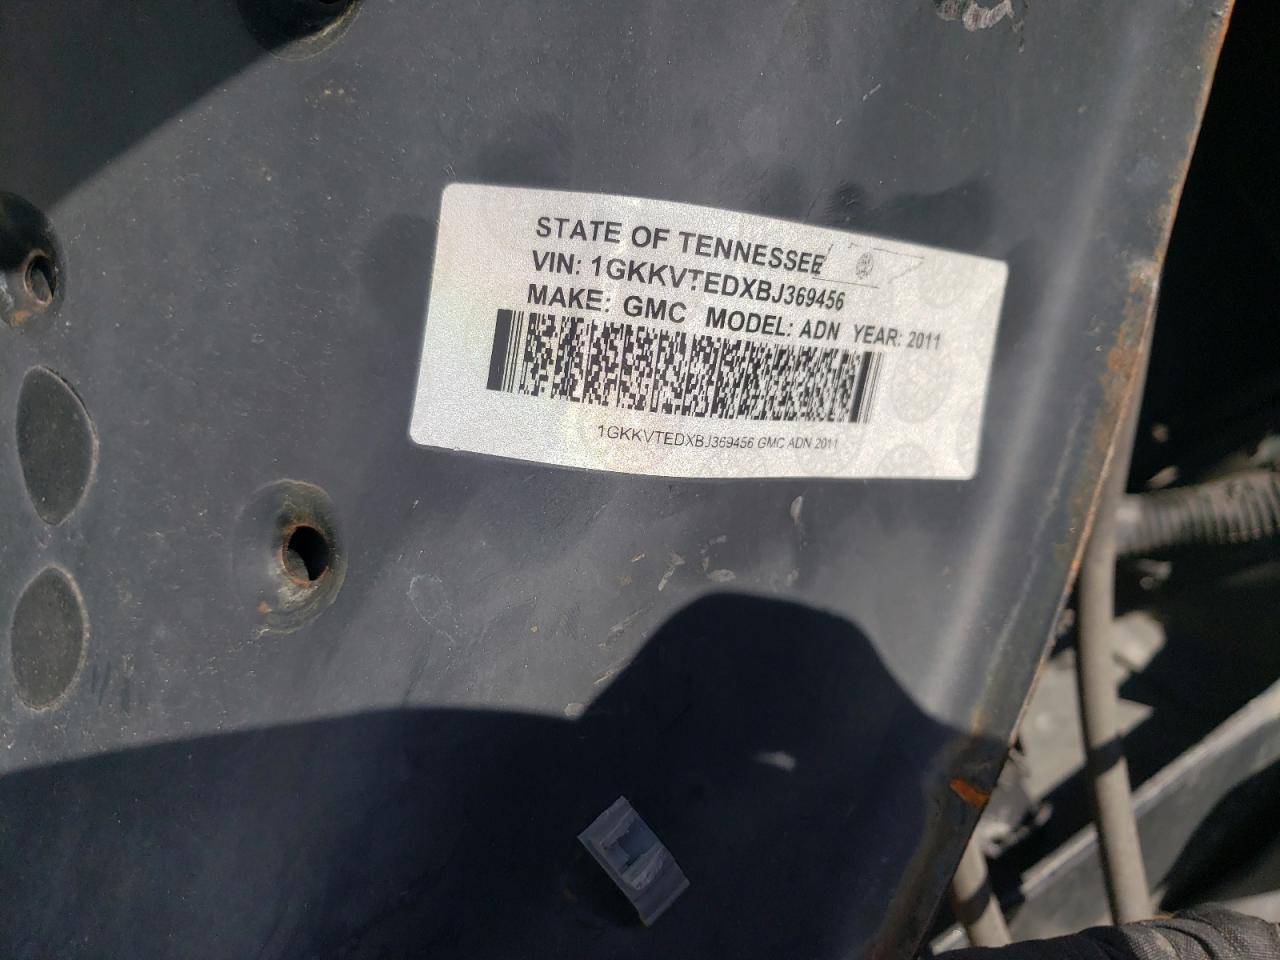 STATE OF TENNESSEE
VIN: 1GKKVTEDXBJ369456
MAKE: GMC MODEL: ADN YEAR: 2011
1GKKVTEDXBJ369456 GMC ADN 2011